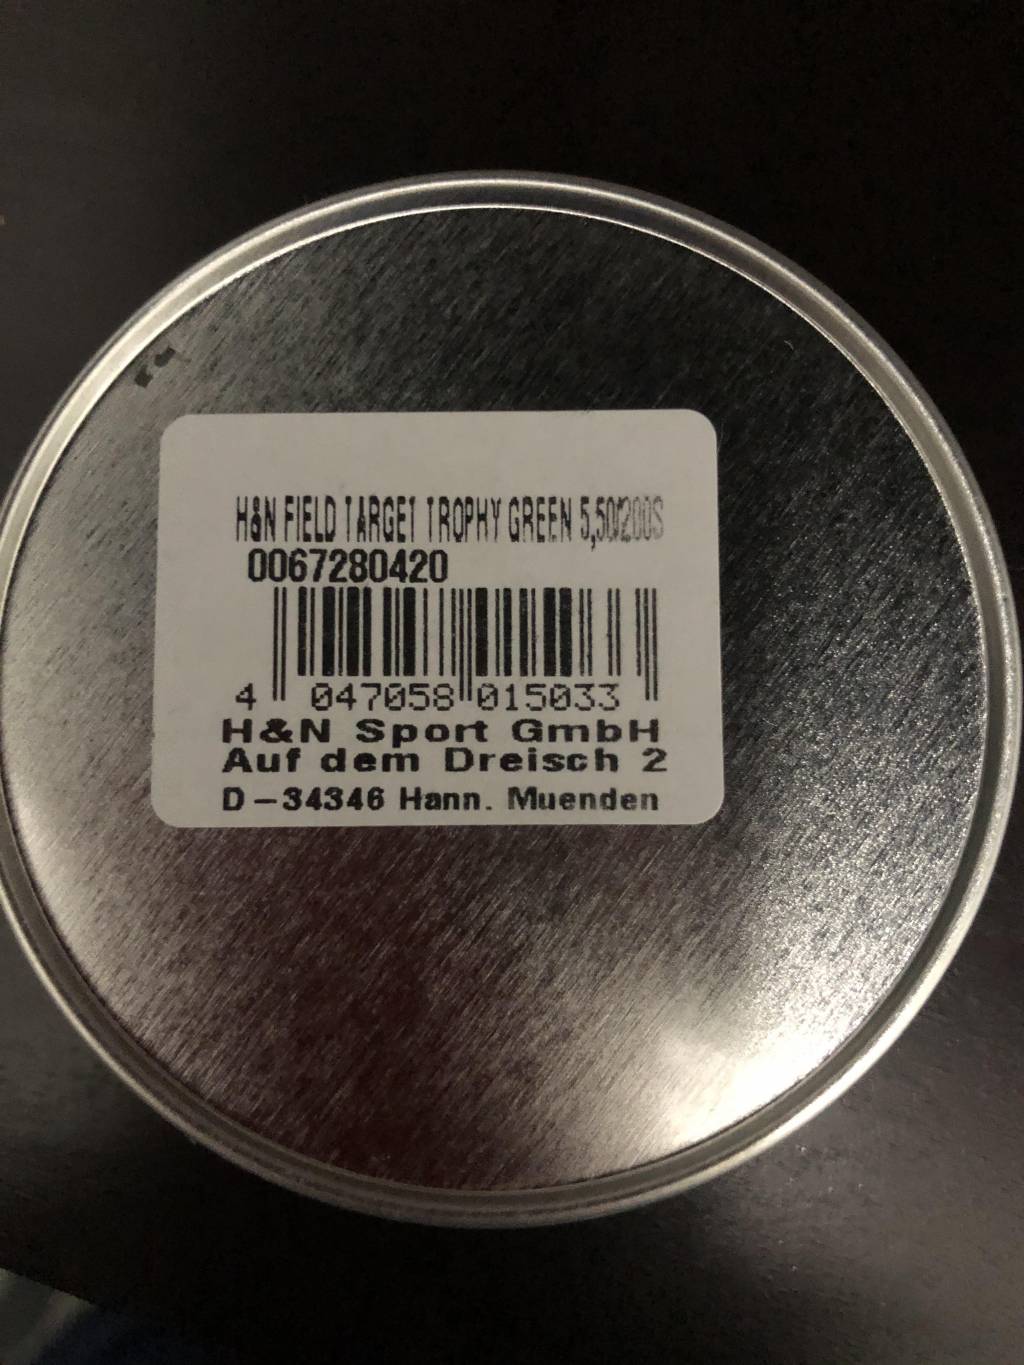 H&N FIELD TARGET TROPHY GREEN 5,50/200S
0067280420
4 047058 015033
H&N Sport GmbH
Auf dem Dreisch 2
D-34346 Hann. Muenden